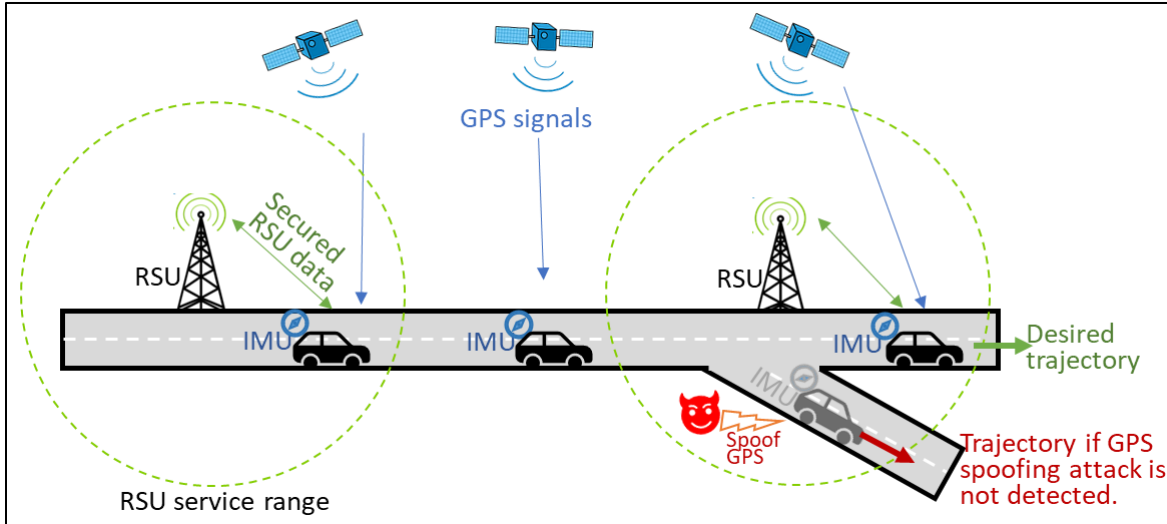 GPS signals
Secured
RSU data
RSU
RSU
IMU
IMU
IMU
Desired
trajectory
IMU
Spoof
GPS
Trajectory if GPS
spoofing attack is
not detected.
RSU service range